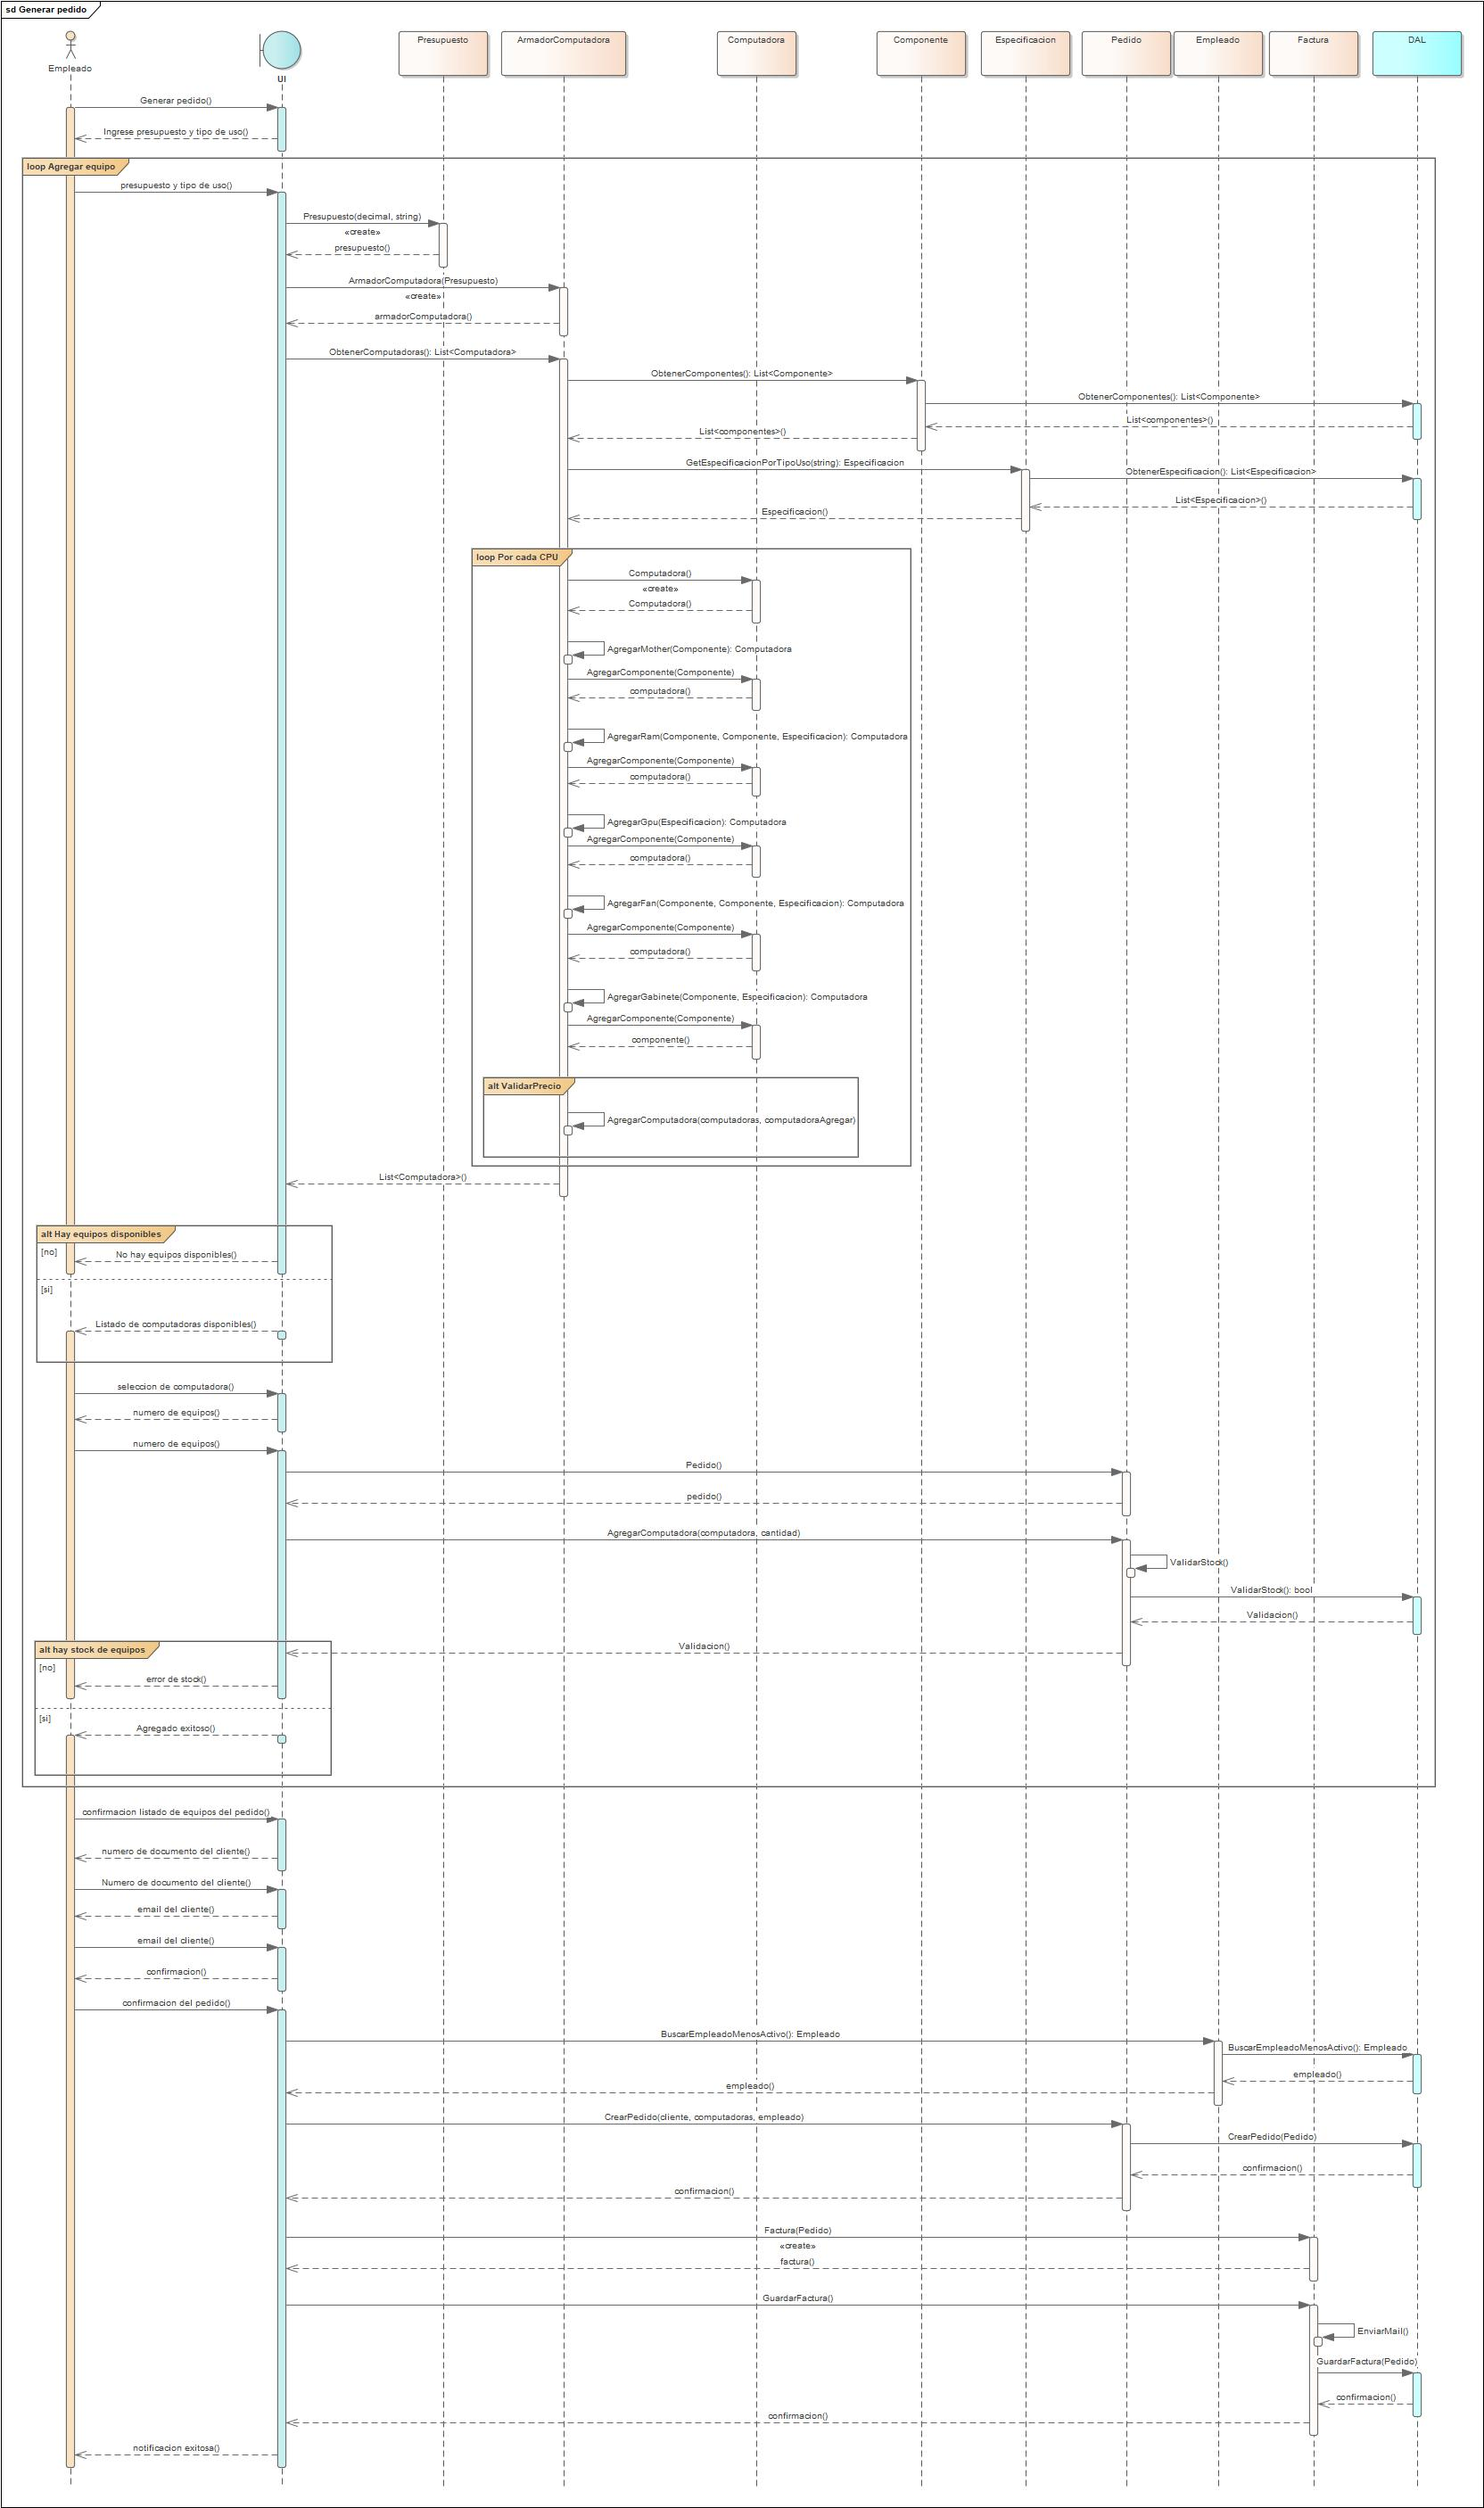 sd Generar pedido
Empleado
UI
Presupuesto
ArmadorComputadora
Computadora
Componente
Especificacion
Pedido
Empleado
Factura
DAL
Generar pedido()
Ingrese presupuesto y tipo de uso()
loop Agregar equipo
presupuesto y tipo de uso()
Presupuesto(decimal, string)
«create»
presupuesto()
ArmadorComputadora(Presupuesto)
«create»
armadorComputadora()
ObtenerComputadoras(): List<Computadora>
ObtenerComponentes(): List<Componente>
ObtenerComponentes(): List<Componente>
List<componentes>()
List<componentes>()
GetEspecificacionPorTipoUso(string): Especificacion
ObtenerEspecificacion(): List<Especificacion>
List<Especificacion>()
Especificacion()
loop Por cada CPU
Computadora()
«create»
Computadora()
AgregarMother(Componente): Computadora
AgregarComponente(Componente)
computadora()
AgregarRam(Componente, Componente, Especificacion): Computadora
AgregarComponente(Componente)
computadora()
AgregarGpu(Especificacion): Computadora
AgregarComponente(Componente)
computadora()
AgregarFan(Componente, Componente, Especificacion): Computadora
AgregarComponente(Componente)
computadora()
AgregarGabinete(Componente, Especificacion): Computadora
AgregarComponente(Componente)
componente()
alt ValidarPrecio
AgregarComputadora(computadoras, computadoraAgregar)
List<Computadora>()
alt Hay equipos disponibles
[no]
No hay equipos disponibles()
[si]
Listado de computadoras disponibles()
seleccion de computadora()
numero de equipos()
numero de equipos()
Pedido()
pedido()
AgregarComputadora(computadora, cantidad)
ValidarStock()
ValidarStock(): bool
Validacion()
Validacion()
alt hay stock de equipos
[no]
error de stock()
[si]
Agregado exitoso()
confirmacion listado de equipos del pedido()
numero de documento del cliente()
Numero de documento del cliente()
email del cliente()
email del cliente()
confirmacion()
confirmacion del pedido()
BuscarEmpleadoMenosActivo(): Empleado
BuscarEmpleadoMenosActivo(): Empleado
empleado()
empleado()
CrearPedido(cliente, computadoras, empleado)
CrearPedido(Pedido)
confirmacion()
confirmacion()
Factura(Pedido)
«create»
factura()
GuardarFactura()
EnviarMail()
GuardarFactura(Pedido)
confirmacion()
confirmacion()
notificacion exitosa()